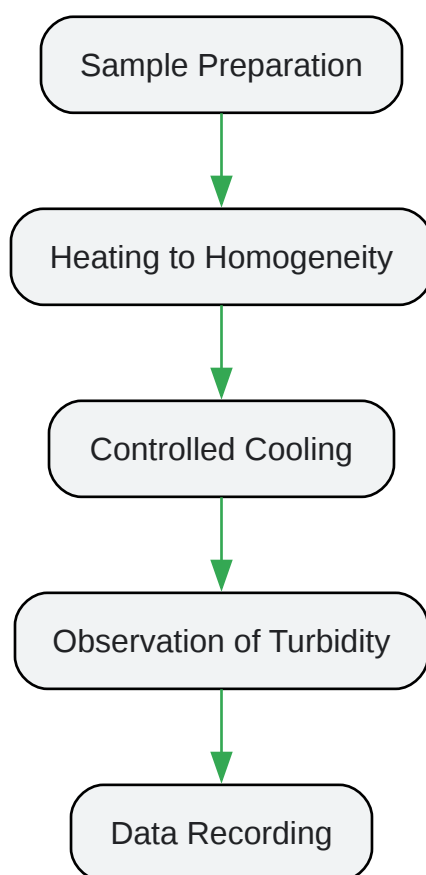 Sample Preparation
Heating to Homogeneity
Controlled Cooling
Observation of Turbidity
Data Recording